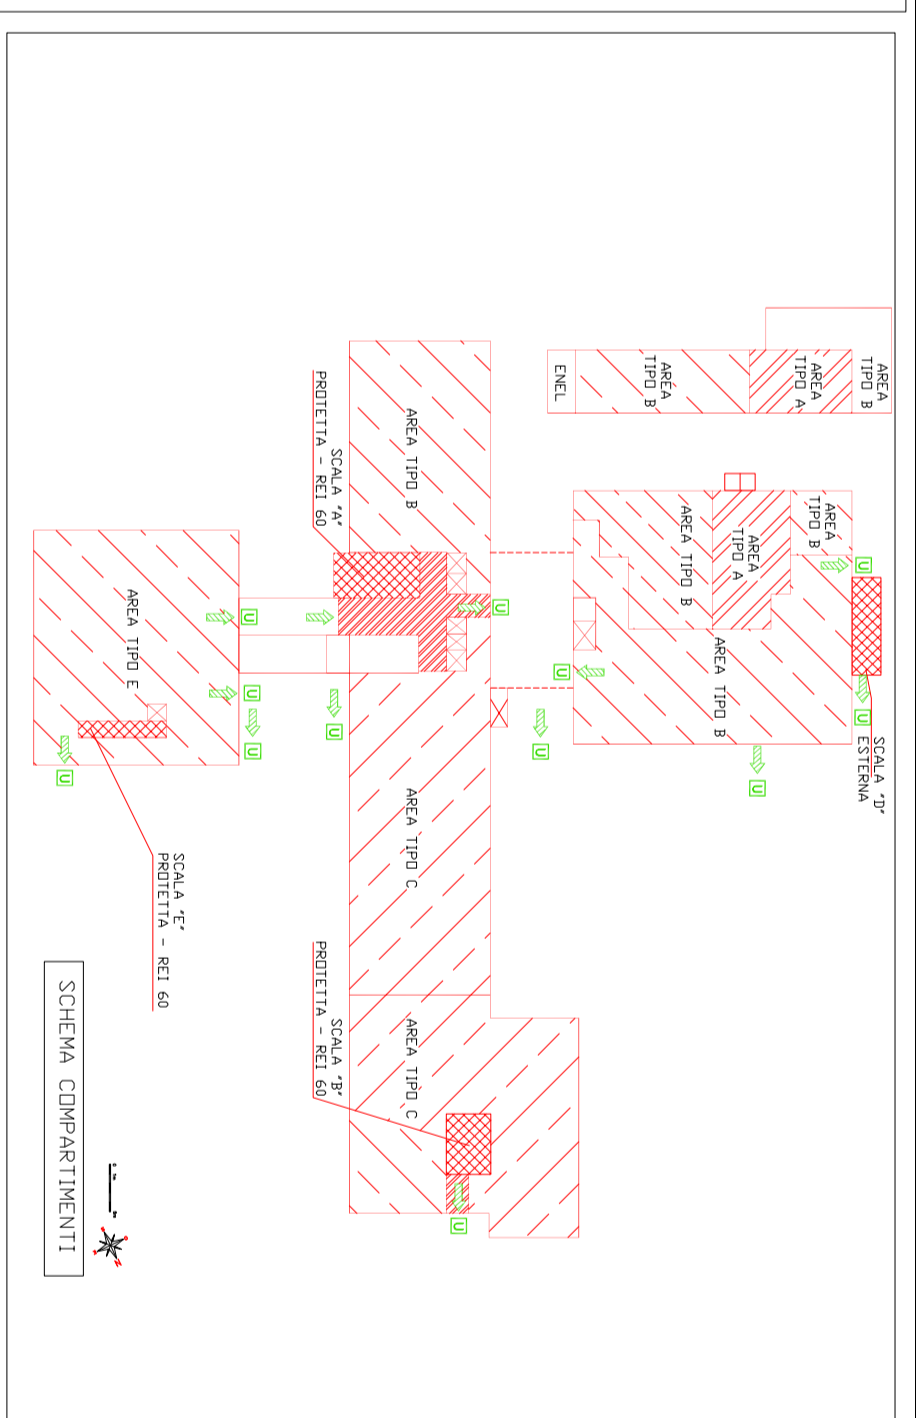 AREA
TIPO B
AREA
TIPO A
AREA
TIPO B
ENEL
AREA
TIPO B
AREA
TIPO A
AREA TIPO B
AREA TIPO B
U
U
SCALA "D"
ESTERNA
U
U
U
U
AREA TIPO B
SCALA "A"
PROTETTA - REI 60
U
AREA TIPO C
AREA TIPO C
SCALA "B"
PROTETTA - REI 60
U
AREA TIPO E
U
U
U
U
SCALA "E"
PROTETTA - REI 60
SCHEMA COMPARTIMENTI